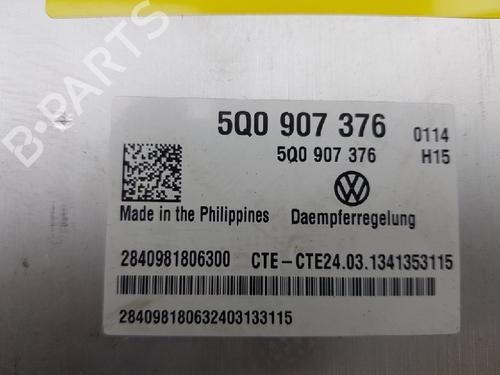 5Q0 907 376 0114
5Q0 907 376 H15
Made in the Philippines Daempferregelung
2840981806300 CTE-CTE24.03.1341353115
284098180632403133115
B-PARTS